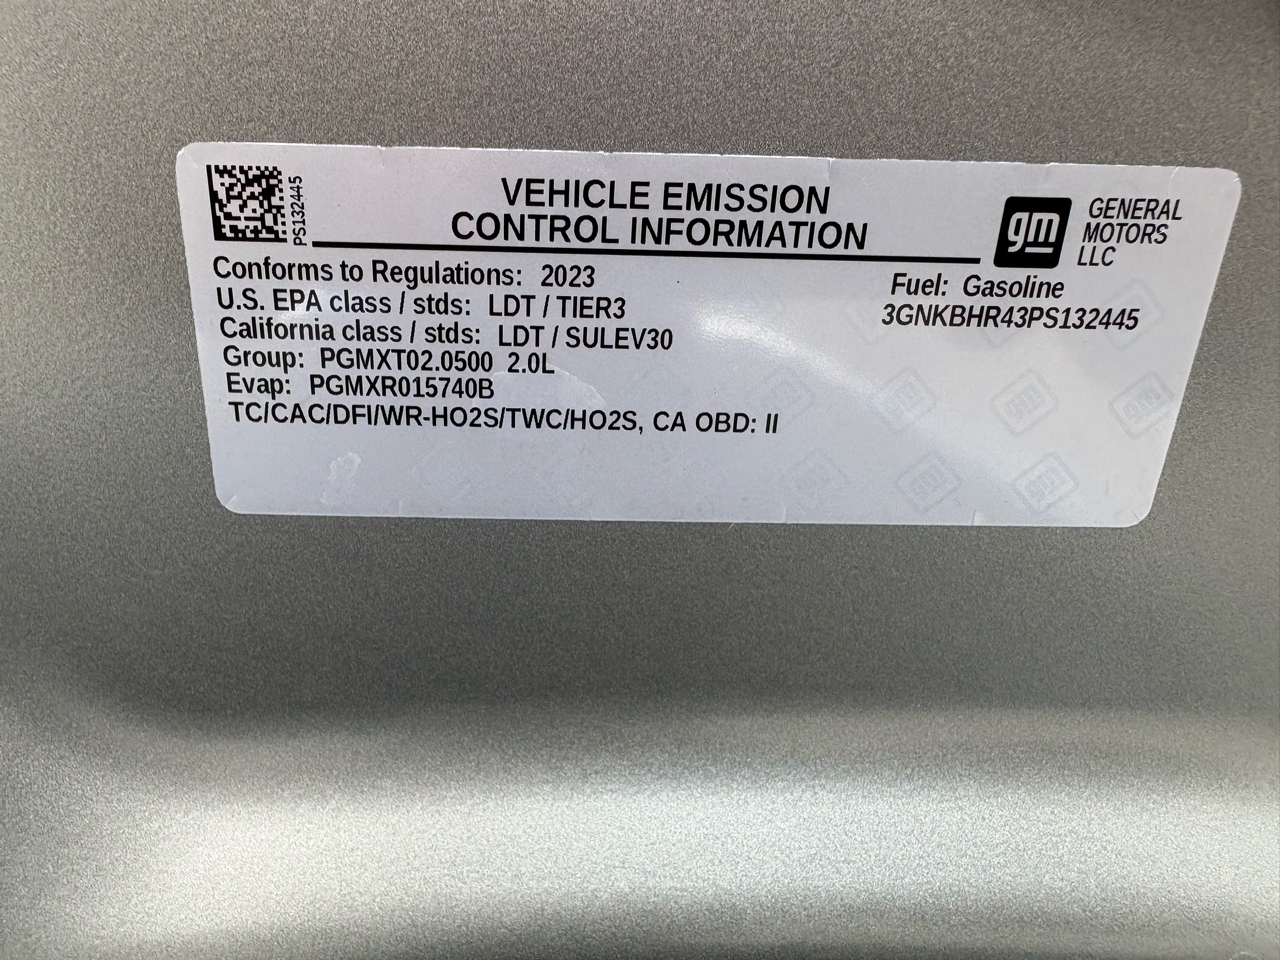 PS132445
VEHICLE EMISSION
CONTROL INFORMATION
gm
GENERAL
MOTORS
LLC
Conforms to Regulations: 2023
U.S. EPA class / stds: LDT / TIER3
California class / stds: LDT / SULEV30
Group: PGMXT02.0500 2.0L
Evap: PGMXR015740B
TC/CAC/DFI/WR-HO2S/TWC/HO2S, CA OBD: II
Fuel: Gasoline
3GNKBHR43PS132445